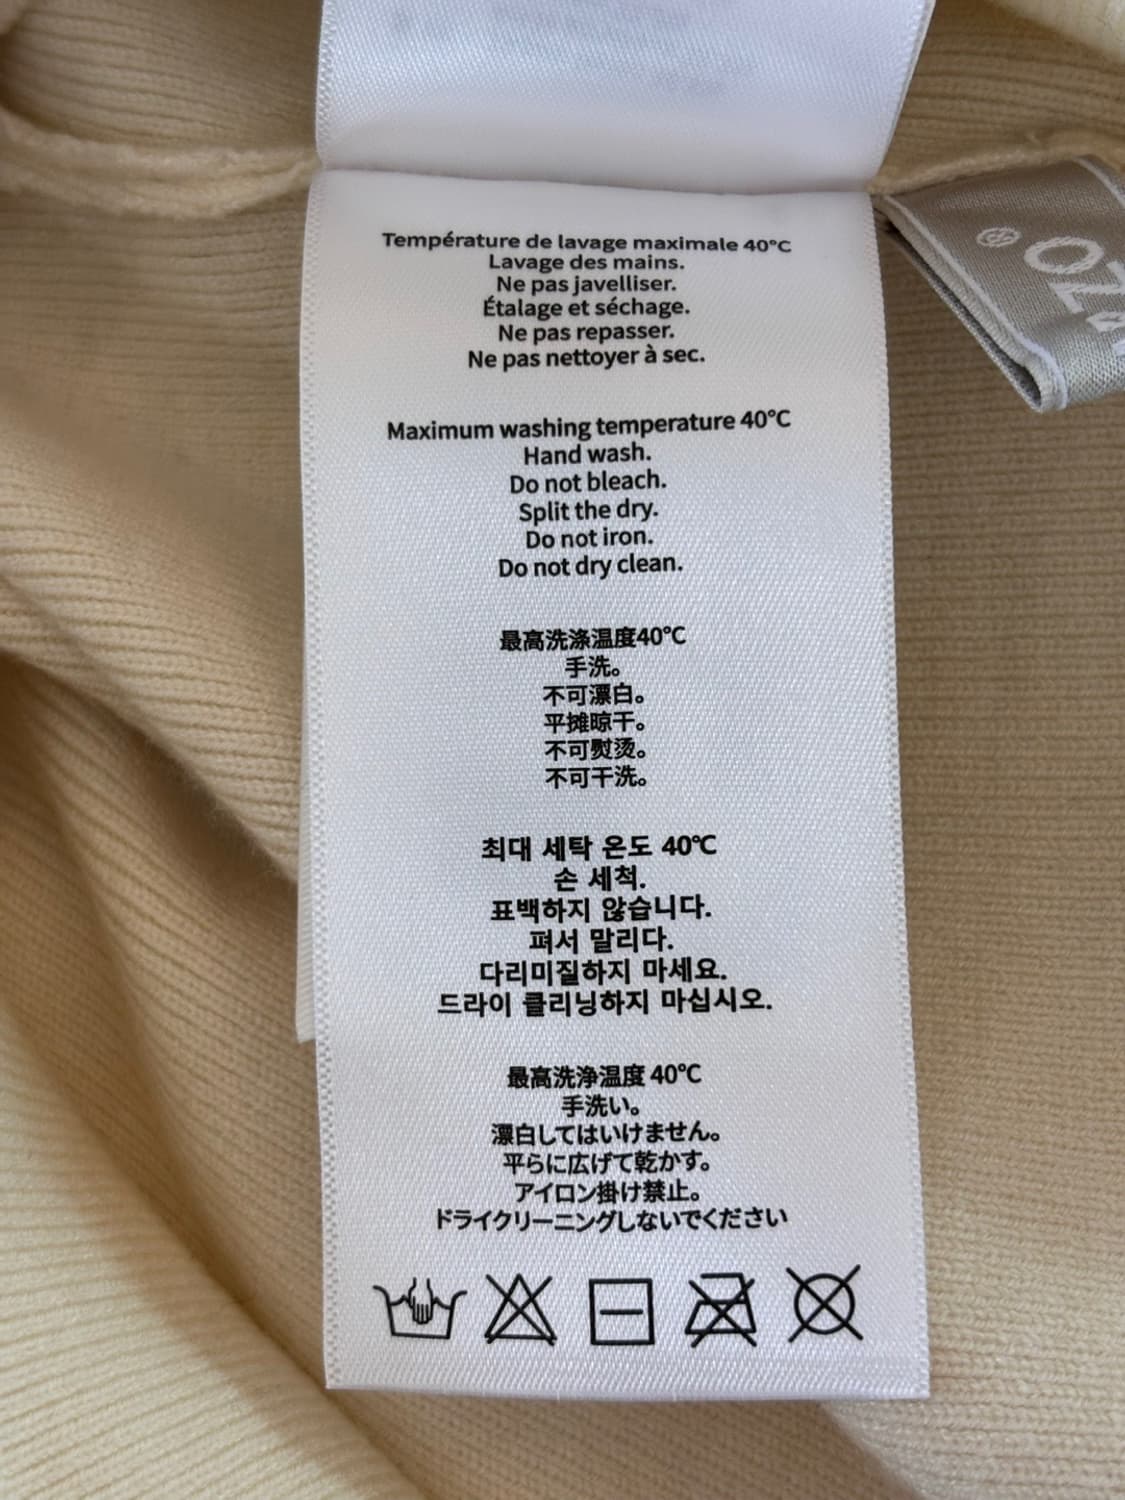 Température de lavage maximale 40°C
Lavage des mains.
Ne pas javelliser.
Étalage et séchage.
Ne pas repasser.
Ne pas nettoyer à sec.
Maximum washing temperature 40°C
Hand wash.
Do not bleach.
Split the dry.
Do not iron.
Do not dry clean.
最高洗涤温度40℃
手洗。
不可漂白。
平摊晾干。
不可熨烫。
不可干洗。
최대 세탁 온도 40℃
손 세척.
표백하지 않습니다.
펴서 말리다.
다리미질하지 마세요.
드라이 클리닝하지 마십시오.
最高洗浄温度 40℃
手洗い。
漂白してはいけません。
平らに広げて乾かす。
アイロン掛け禁止。
ドライクリーニングしないでください